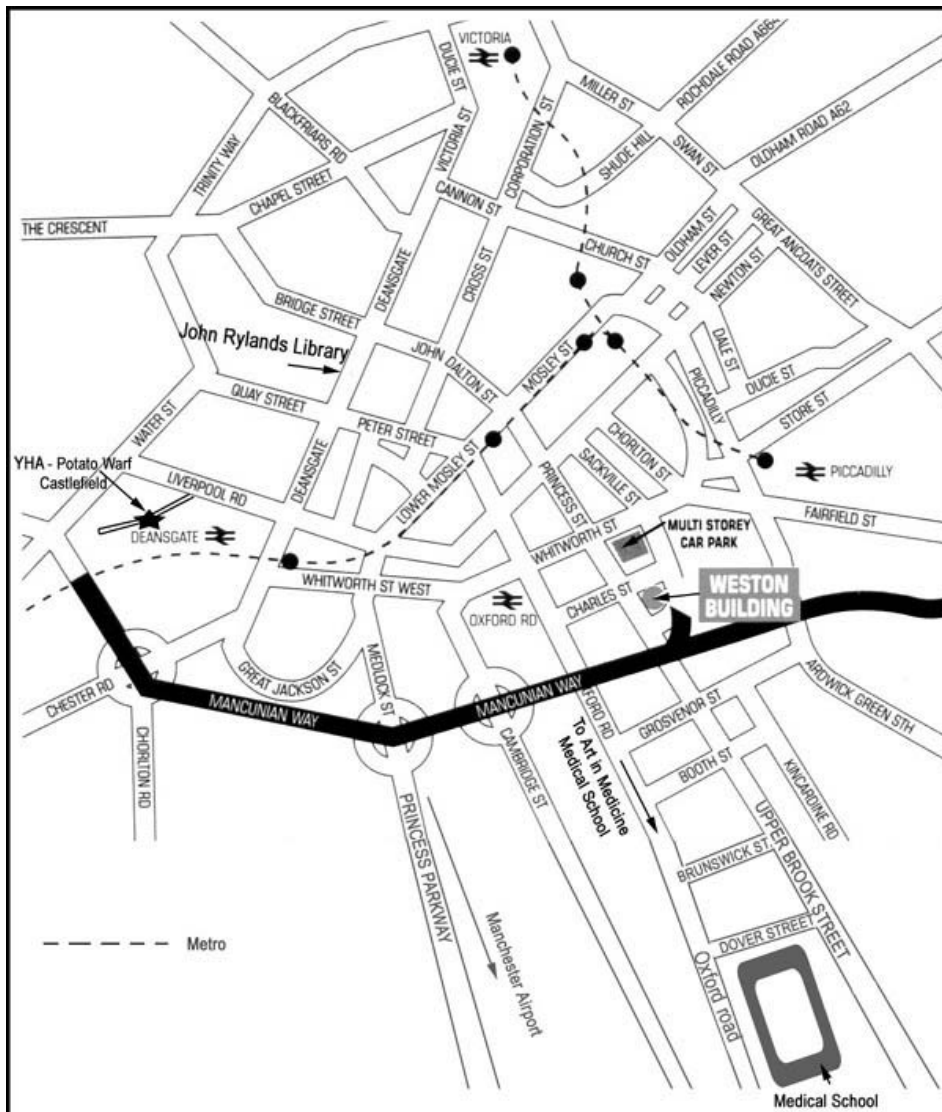 VICTORIA
DUCIE ST
MILLER ST
ROCHDALE ROAD A664
BLACKFRIARS RD
VICTORIA ST
CORPORATION ST
SWAN ST
OLDHAM ROAD A62
TRINITY WAY
SHUDE HILL
CHAPEL STREET
CANNON ST
THE CRESCENT
CHURCH ST
OLDHAM ST
LEVER ST
NEWTON ST
GREAT ANCOATS STREET
DEANSGATE
CROSS ST
BRIDGE STREET
John Rylands Library
JOHN DALTON ST
MOSLEY ST
DALE ST
PICCADILLY
DUCIE ST
STORE ST
QUAY STREET
WATER ST
PETER STREET
CHORLTON ST
YHA - Potato Warf
Castlefield
LIVERPOOL RD
DEANSGATE
LOWER MOSLEY ST
SACKVILLE ST
PRINCESS ST
PICCADILLY
FAIRFIELD ST
DEANSGATE
WHITWORTH ST
MULTI STOREY
CAR PARK
WHITWORTH ST WEST
OXFORD RD
CHARLES ST
WESTON
BUILDING
GREAT JACKSON ST
MEDLOCK ST
CHESTER RD
MANCUNIAN WAY
MANCUNIAN WAY
ARDWICK GREEN STH
FORD RD
GROSVENOR ST
CHORLTON RD
CAMBRIDGE ST
To Art in Medicine
Medical School
BOOTH ST
KINCARDINE RD
PRINCESS PARKWAY
BRUNSWICK ST
UPPER BROOK STREET
Metro
Manchester Airport
DOVER STREET
Oxford road
Medical School